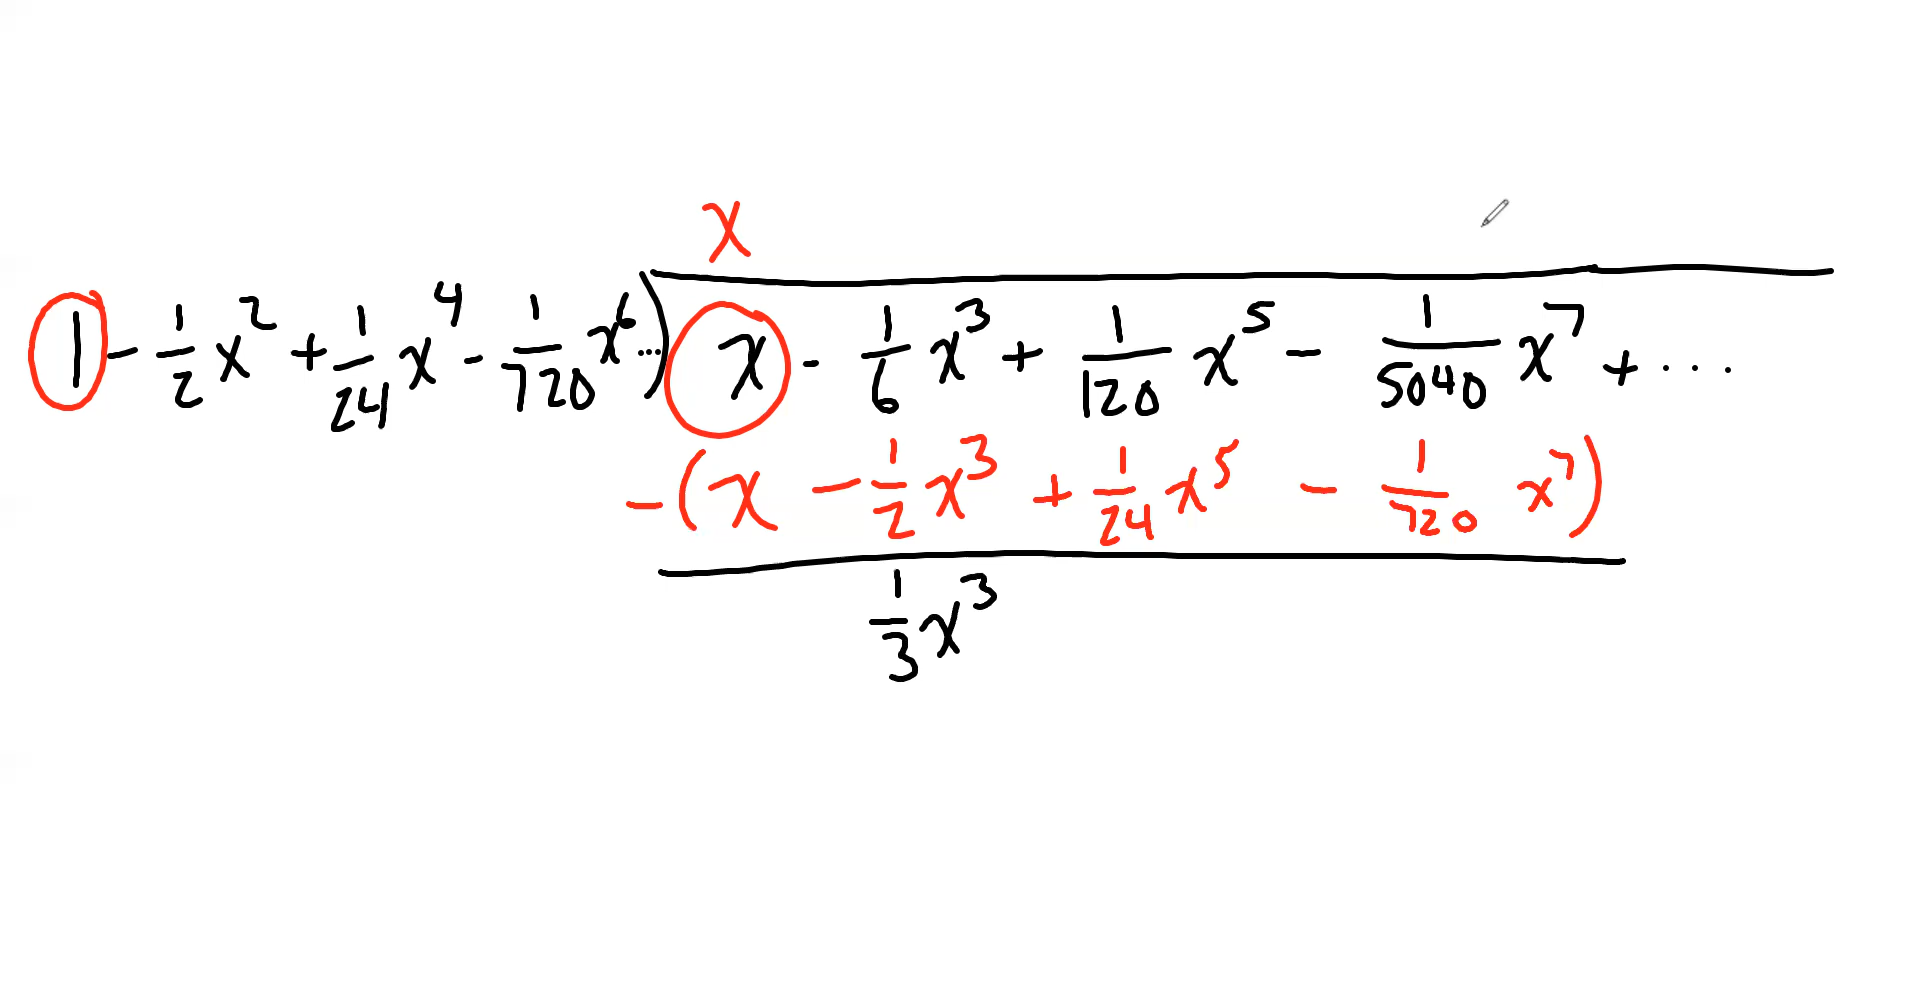 x
1 - 1/2 x^2 + 1/24 x^4 - 1/720 x^6 ... ) x - 1/6 x^3 + 1/120 x^5 - 1/5040 x^7 + ...
- ( x - 1/2 x^3 + 1/24 x^5 - 1/720 x^7 )
1/3 x^3